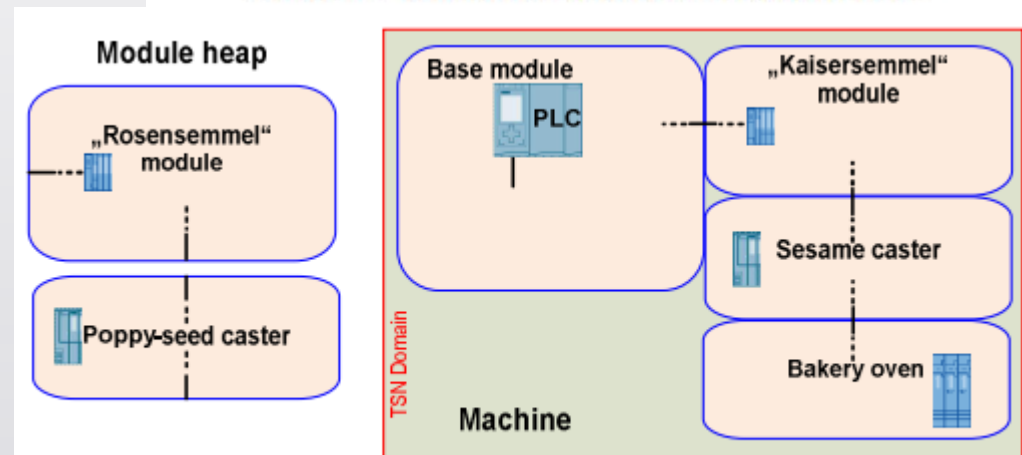 Module heap
„Rosensemmel“
module
Poppy-seed caster
Base module
PLC
„Kaisersemmel“
module
Sesame caster
Bakery oven
TSN Domain
Machine